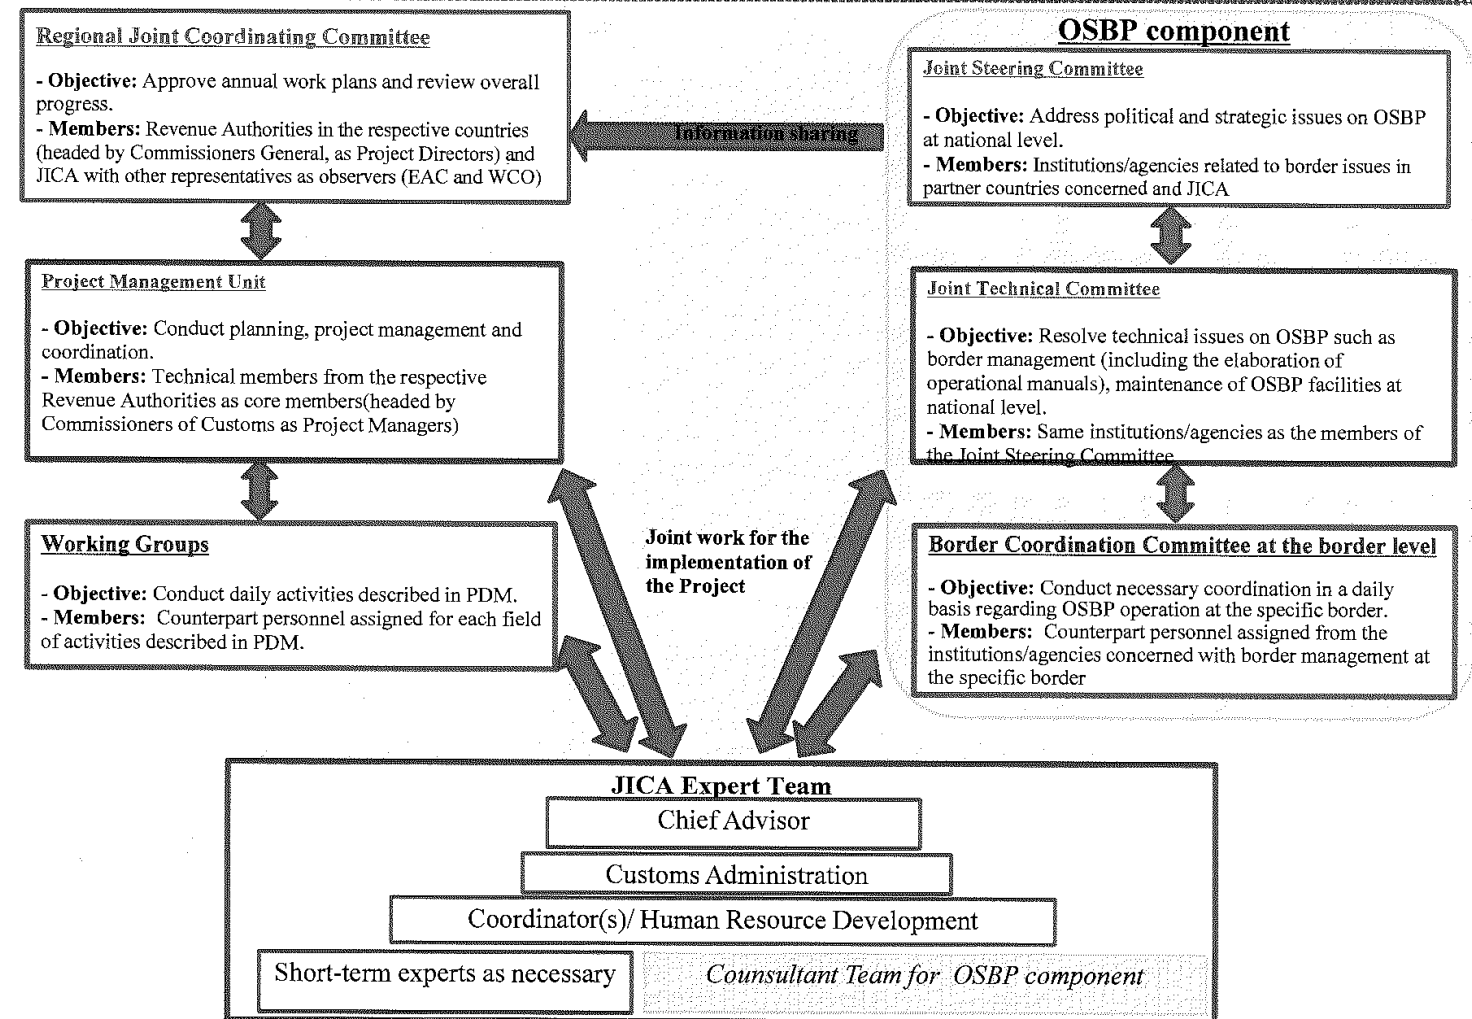 Regional Joint Coordinating Committee
- Objective: Approve annual work plans and review overall
progress.
- Members: Revenue Authorities in the respective countries
(headed by Commissioners General, as Project Directors) and
JICA with other representatives as observers (EAC and WCO)
Information sharing
OSBP component
Joint Steering Committee
- Objective: Address political and strategic issues on OSBP
at national level.
- Members: Institutions/agencies related to border issues in
partner countries concerned and JICA
Project Management Unit
- Objective: Conduct planning, project management and
coordination.
- Members: Technical members from the respective
Revenue Authorities as core members(headed by
Commissioners of Customs as Project Managers)
Joint Technical Committee
- Objective: Resolve technical issues on OSBP such as
border management (including the elaboration of
operational manuals), maintenance of OSBP facilities at
national level.
- Members: Same institutions/agencies as the members of
the Joint Steering Committee
Working Groups
- Objective: Conduct daily activities described in PDM.
- Members: Counterpart personnel assigned for each field
of activities described in PDM.
Joint work for the
implementation of
the Project
Border Coordination Committee at the border level
- Objective: Conduct necessary coordination in a daily
basis regarding OSBP operation at the specific border.
- Members: Counterpart personnel assigned from the
institutions/agencies concerned with border management at
the specific border
JICA Expert Team
Chief Advisor
Customs Administration
Coordinator(s)/ Human Resource Development
Short-term experts as necessary
Counsultant Team for OSBP component